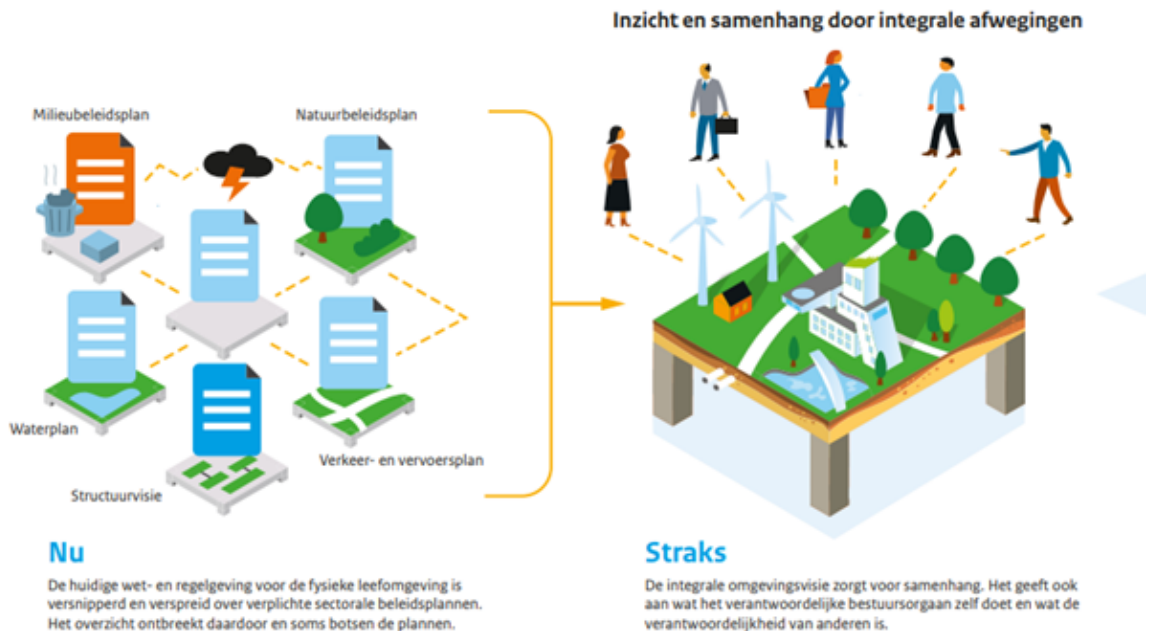 Inzicht en samenhang door integrale afwegingen
Milieubeleidsplan
Natuurbeleidsplan
Waterplan
Verkeer- en vervoersplan
Structuurvisie
Nu
De huidige wet- en regelgeving voor de fysieke leefomgeving is
versnipperd en verspreid over verplichte sectorale beleidsplannen.
Het overzicht ontbreekt daardoor en soms botsen de plannen.
Straks
De integrale omgevingsvisie zorgt voor samenhang. Het geeft ook
aan wat het verantwoordelijke bestuursorgaan zelf doet en wat de
verantwoordelijkheid van anderen is.